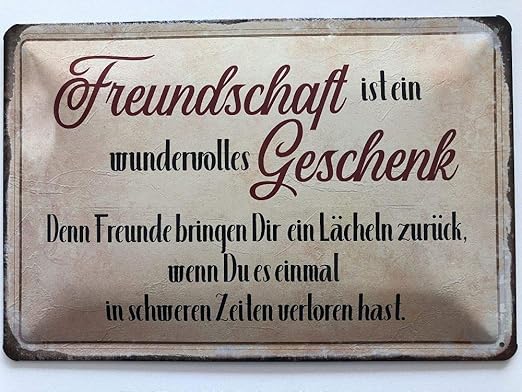 Freundschaft ist ein
wundervolles Geschenk
Denn Freunde bringen Dir ein Lächeln zurück,
wenn Du es einmal
in schweren Zeiten verloren hast.